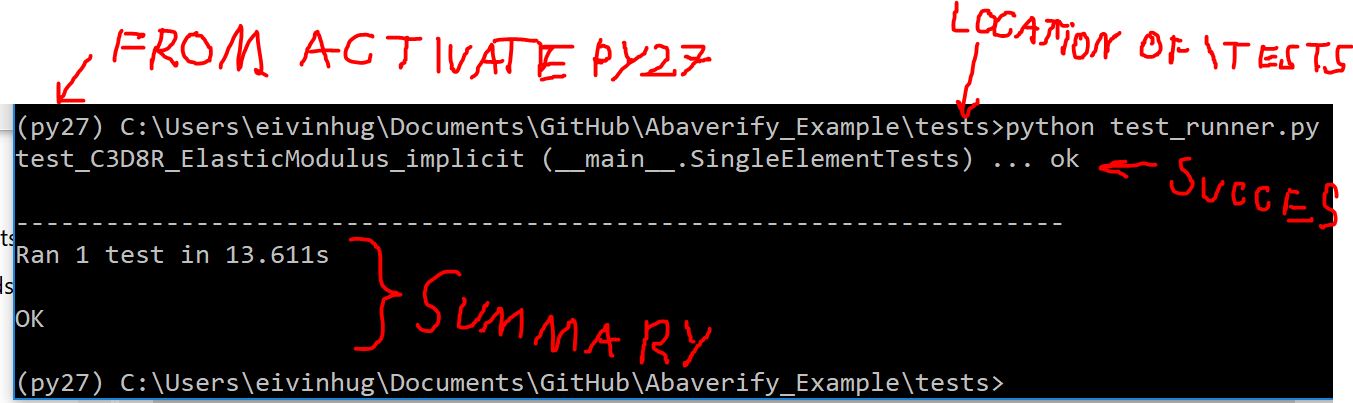 FROM ACTIVATE PY27
LOCATION OF \TESTS
(py27) C:\Users\eivinhug\Documents\GitHub\Abaverify_Example\tests>python test_runner.py
test_C3D8R_ElasticModulus_implicit (__main__.SingleElementTests) ... ok
SUCCES
----------------------------------------------------------------------
ts
Ran 1 test in 13.611s
ds
SUMMARY
OK
(py27) C:\Users\eivinhug\Documents\GitHub\Abaverify_Example\tests>